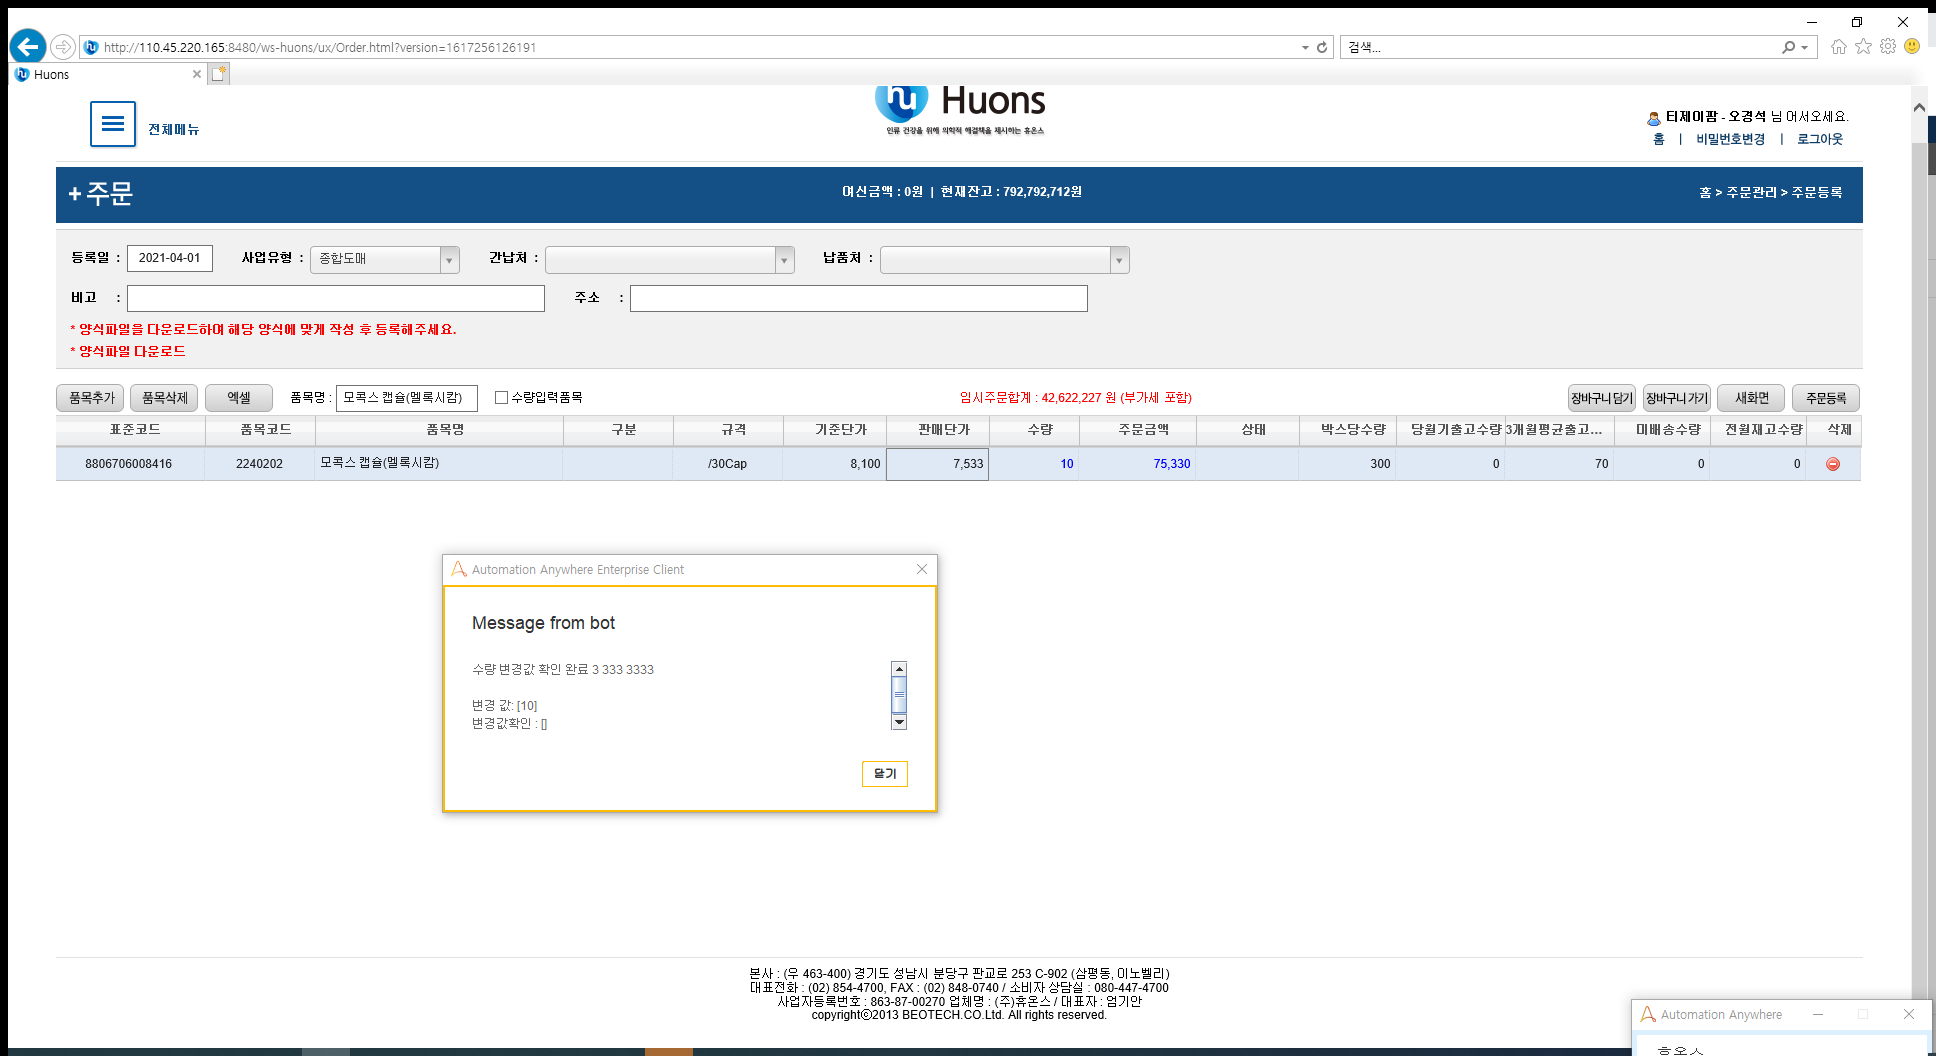 http://110.45.220.165:8480/ws-huons/ux/Order.html?version=1617256126191
검색...
Huons
전체메뉴
hu Huons
인류 건강을 위해 의학적 해결책을 제시하는 휴온스
티제이팜 - 오경석 님 어서오세요.
홈 | 비밀번호변경 | 로그아웃
+ 주문
여신금액 : 0원 | 현재잔고 : 792,792,712원
홈 > 주문관리 > 주문등록
등록일 : 2021-04-01 사업유형 : 종합도매 간납처 : 납품처 :
비고 : 주소 :
* 양식파일을 다운로드하여 해당 양식에 맞게 작성 후 등록해주세요.
* 양식파일 다운로드
품목추가 품목삭제 엑셀 품목명 : 모콕스 캡슐(멜록시캄) 수량입력품목 임시주문합계 : 42,622,227 원 (부가세 포함) 장바구니 담기 장바구니 가기 새화면 주문등록
표준코드 품목코드 품목명 구분 규격 기준단가 판매단가 수량 주문금액 상태 박스당수량 당월기출고수량 3개월평균출고... 미배송수량 전월재고수량 삭제
8806706008416 2240202 모콕스 캡슐(멜록시캄) /30Cap 8,100 7,533 10 75,330 300 0 70 0 0
Automation Anywhere Enterprise Client
Message from bot
수량 변경값 확인 완료 3 333 3333
변경 값: [10]
변경값확인 : []
닫기
본사 : (우 463-400) 경기도 성남시 분당구 판교로 253 C-902 (삼평동, 이노벨리)
대표전화 : (02) 854-4700, FAX : (02) 848-0740 / 소비자 상담실 : 080-447-4700
사업자등록번호 : 863-87-00270 업체명 : (주)휴온스 / 대표자 : 엄기안
copyrightⓒ2013 BEOTECH.CO.Ltd. All rights reserved.
Automation Anywhere
휴온스